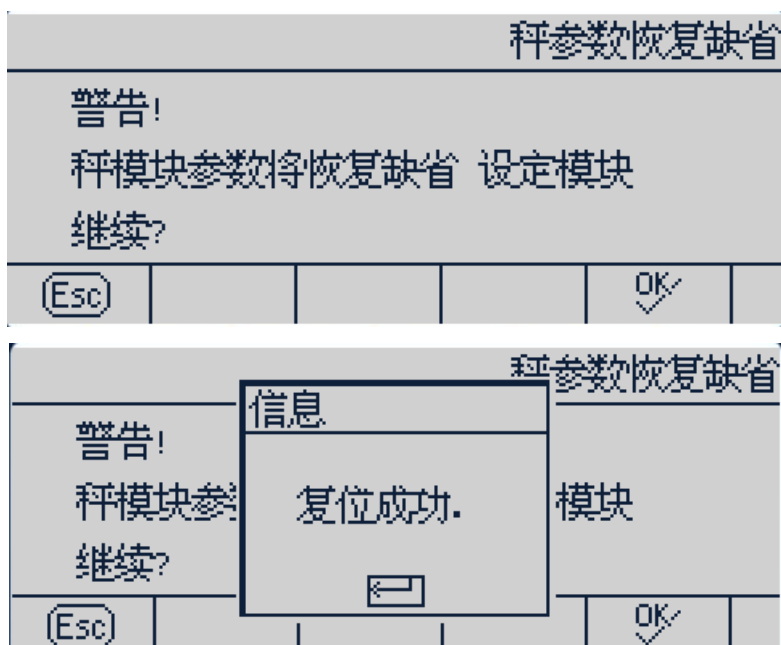 秤参数恢复缺省
警告!
秤模块参数将恢复缺省 设定模块
继续?
Esc
OK
秤参数恢复缺省
信息
警告!
秤模块参
复位成功.
模块
继续?
Esc
OK